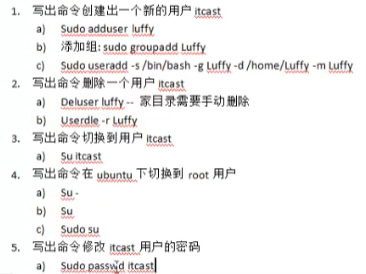 1. 写出命令创建出一个新的用户 itcast
a) Sudo adduser luffy
b) 添加组: sudo groupadd Luffy
c) Sudo useradd -s /bin/bash -g Luffy -d /home/Luffy -m Luffy
2. 写出命令删除一个用户 itcast
a) Deluser luffy -- 家目录需要手动删除
b) Userdle -r Luffy
3. 写出命令切换到用户 itcast
a) Su itcast
4. 写出命令在 ubuntu 下切换到 root 用户
a) Su -
b) Su
c) Sudo su
5. 写出命令修改 itcast 用户的密码
a) Sudo passwd itcast